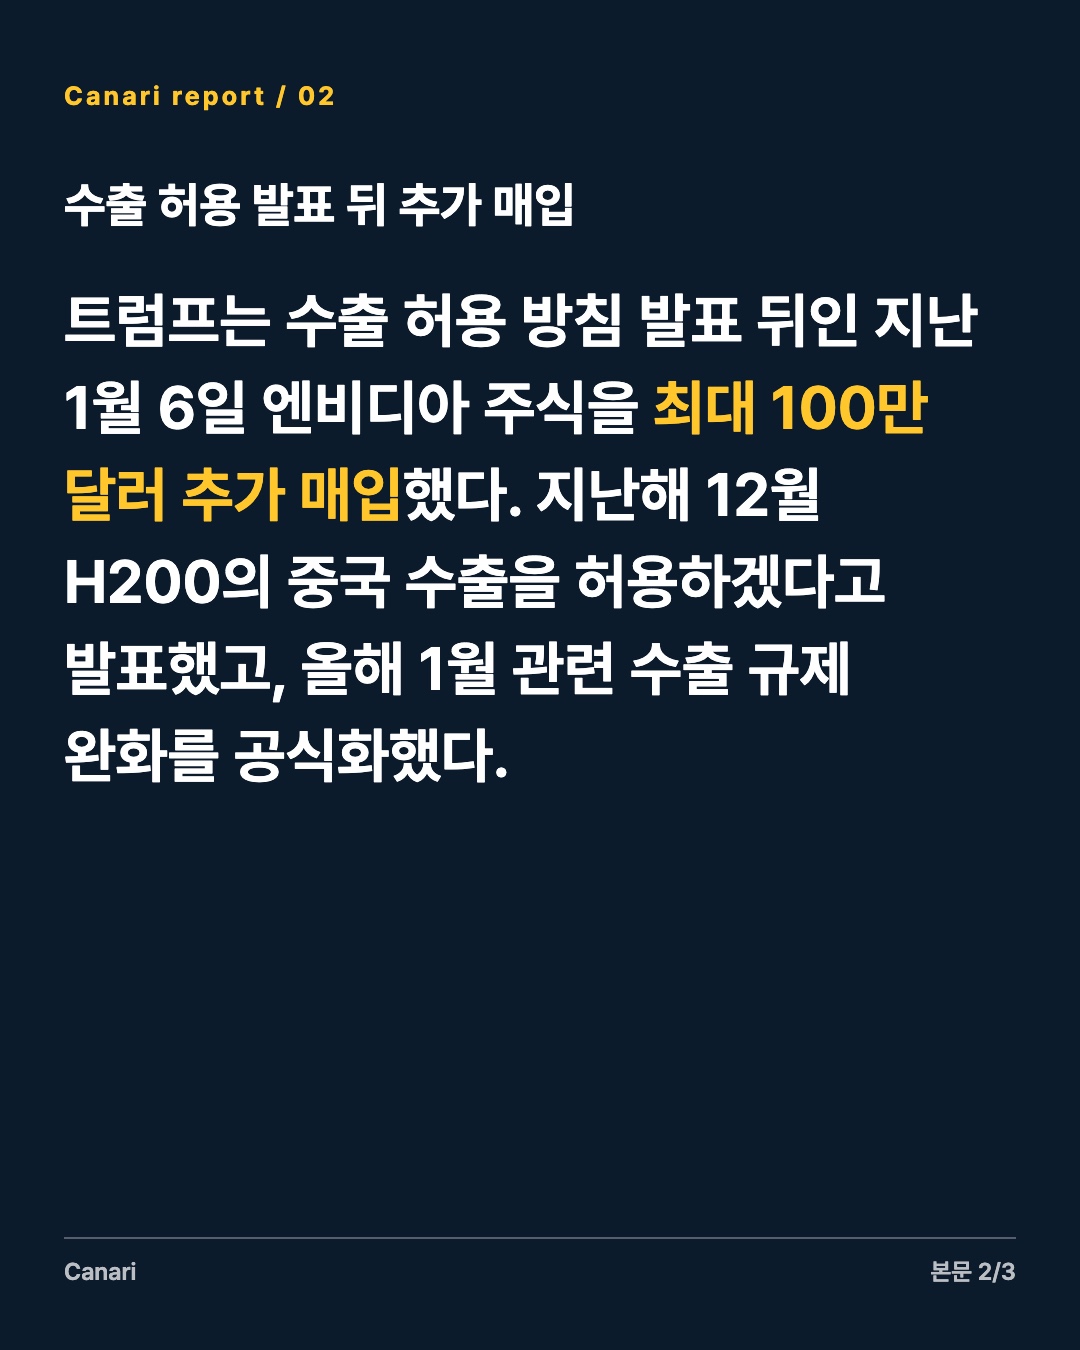 Canari report / 02
수출 허용 발표 뒤 추가 매입
트럼프는 수출 허용 방침 발표 뒤인 지난
1월 6일 엔비디아 주식을 최대 100만
달러 추가 매입했다. 지난해 12월
H200의 중국 수출을 허용하겠다고
발표했고, 올해 1월 관련 수출 규제
완화를 공식화했다.
Canari
본문 2/3